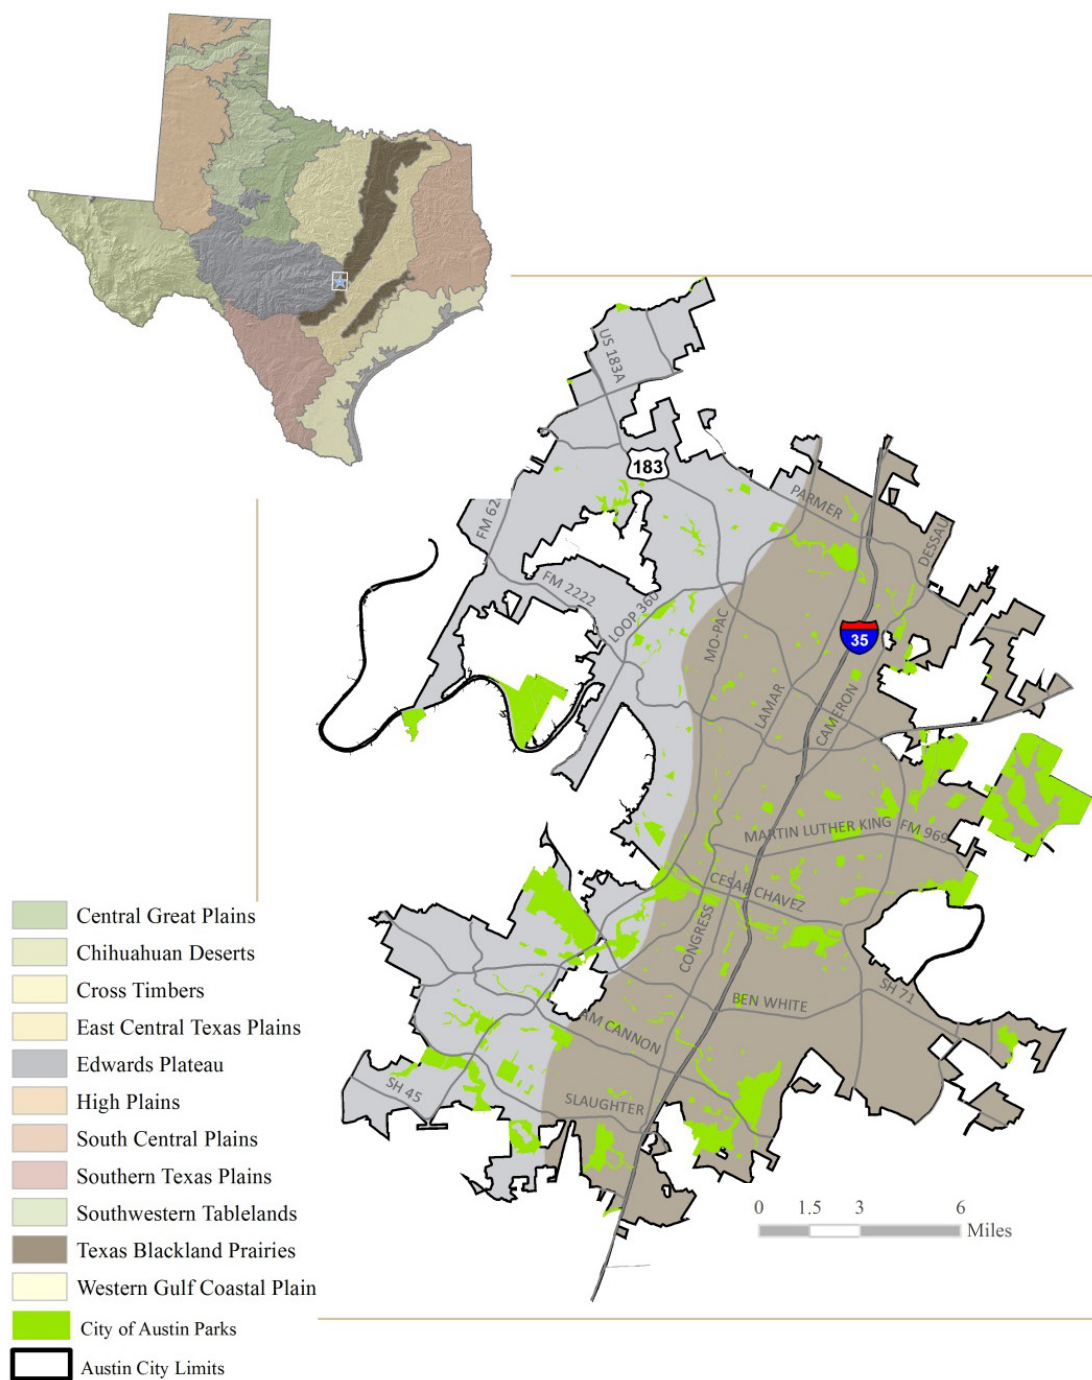 US 183A
183
PARMER
FM 62
DESSAU
FM 2222
LOOP 360
35
MO-PAC
LAMAR
CAMERON
MARTIN LUTHER KING
FM 969
CESAR CHAVEZ
CONGRESS
SH 71
BEN WHITE
AM CANNON
SH 45
SLAUGHTER
0 1.5 3 6
Miles
Central Great Plains
Chihuahuan Deserts
Cross Timbers
East Central Texas Plains
Edwards Plateau
High Plains
South Central Plains
Southern Texas Plains
Southwestern Tablelands
Texas Blackland Prairies
Western Gulf Coastal Plain
City of Austin Parks
Austin City Limits